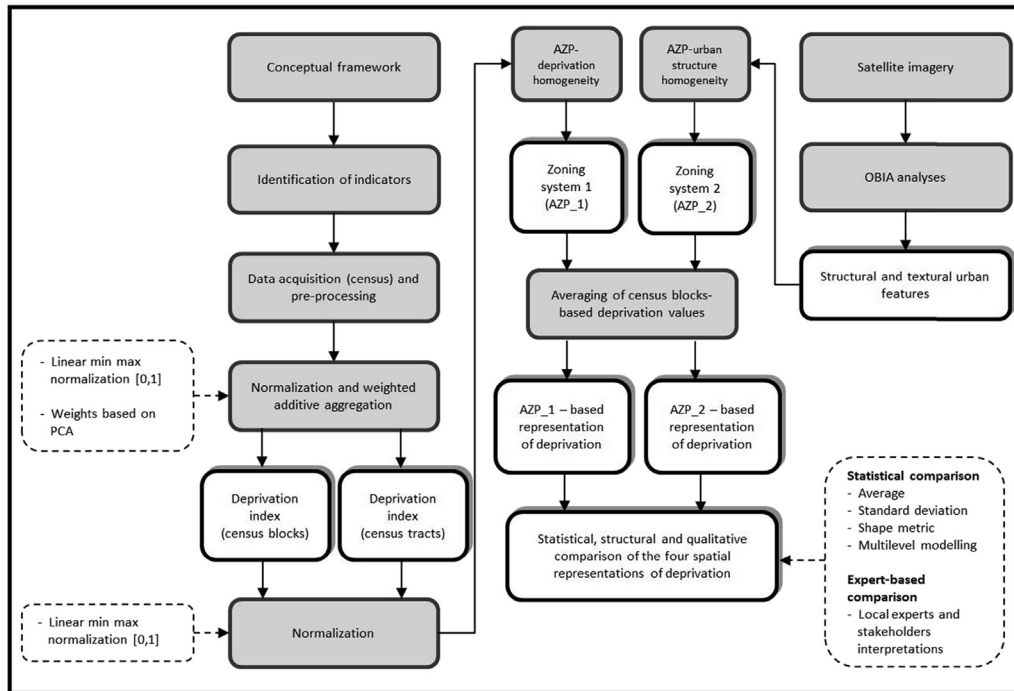 Conceptual framework
Identification of indicators
Data acquisition (census) and
pre-processing
- Linear min max
normalization [0,1]
- Weights based on
PCA
Normalization and weighted
additive aggregation
Deprivation
index
(census blocks)
Deprivation
index
(census tracts)
- Linear min max
normalization [0,1]
Normalization
AZP-
deprivation
homogeneity
AZP-urban
structure
homogeneity
Zoning
system 1
(AZP_1)
Zoning
system 2
(AZP_2)
Averaging of census blocks-
based deprivation values
AZP_1 – based
representation
of deprivation
AZP_2 – based
representation
of deprivation
Statistical, structural and qualitative
comparison of the four spatial
representations of deprivation
Satellite imagery
OBIA analyses
Structural and textural urban
features
Statistical comparison
- Average
- Standard deviation
- Shape metric
- Multilevel modelling
Expert-based
comparison
- Local experts and
stakeholders
interpretations